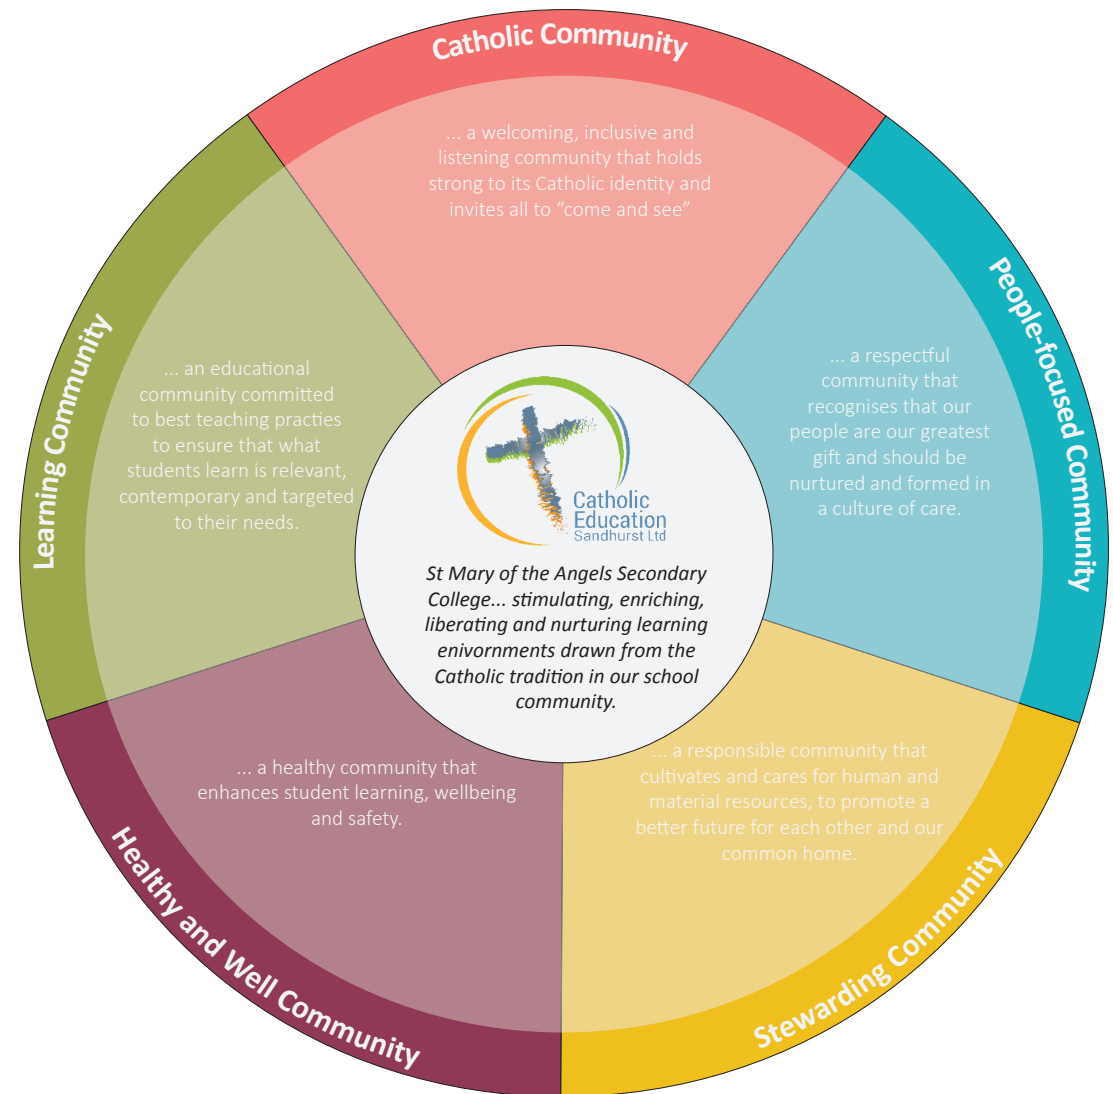 Catholic Community
... a welcoming, inclusive and
listening community that holds
strong to its Catholic identity and
invites all to “come and see”
People-focused Community
... a respectful
community that
recognises that our
people are our greatest
gift and should be
nurtured and formed in
a culture of care.
Stewarding Community
... a responsible community that
cultivates and cares for human and
material resources, to promote a
better future for each other and our
common home.
Healthy and Well Community
... a healthy community that
enhances student learning, wellbeing
and safety.
Learning Community
... an educational
community committed
to best teaching practies
to ensure that what
students learn is relevant,
contemporary and targeted
to their needs.
Catholic
Education
Sandhurst Ltd
St Mary of the Angels Secondary
College... stimulating, enriching,
liberating and nurturing learning
enivornments drawn from the
Catholic tradition in our school
community.